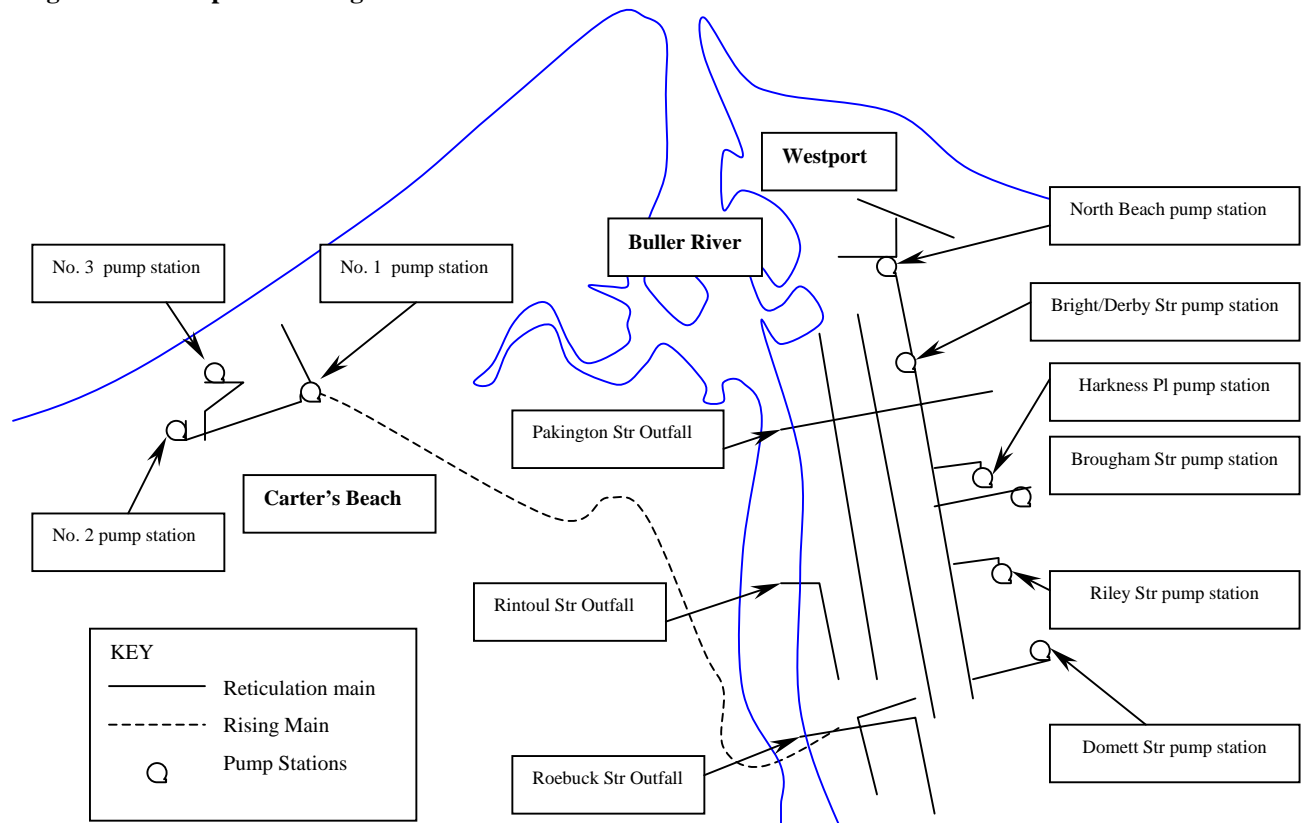 Westport
North Beach pump station
Buller River
No. 3 pump station
No. 1 pump station
Bright/Derby Str pump station
Harkness Pl pump station
Pakington Str Outfall
Brougham Str pump station
Carter's Beach
No. 2 pump station
Rintoul Str Outfall
Riley Str pump station
KEY
Reticulation main
Rising Main
Pump Stations
Domett Str pump station
Roebuck Str Outfall